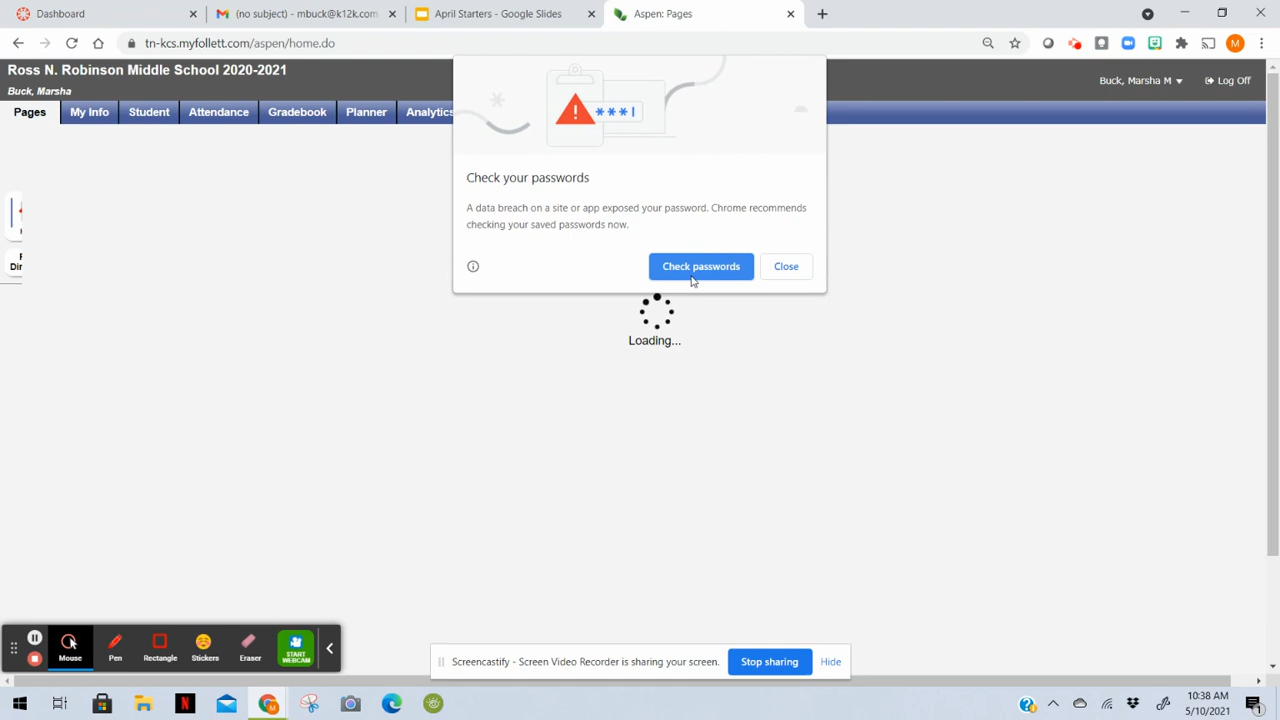 Dashboard
(no subject) - mbuck@k12k.com
April Starters - Google Slides
Aspen: Pages
tn-kcs.myfollett.com/aspen/home.do
M
Ross N. Robinson Middle School 2020-2021
Buck, Marsha M
Log Off
Buck, Marsha
Pages
My Info
Student
Attendance
Gradebook
Planner
Analytics
***
Check your passwords
A data breach on a site or app exposed your password. Chrome recommends
checking your saved passwords now.
Check passwords
Close
Loading...
Mouse
Pen
Rectangle
Stickers
Eraser
START
WEBCAM
Screencastify - Screen Video Recorder is sharing your screen.
Stop sharing
Hide
10:38 AM
5/10/2021
1